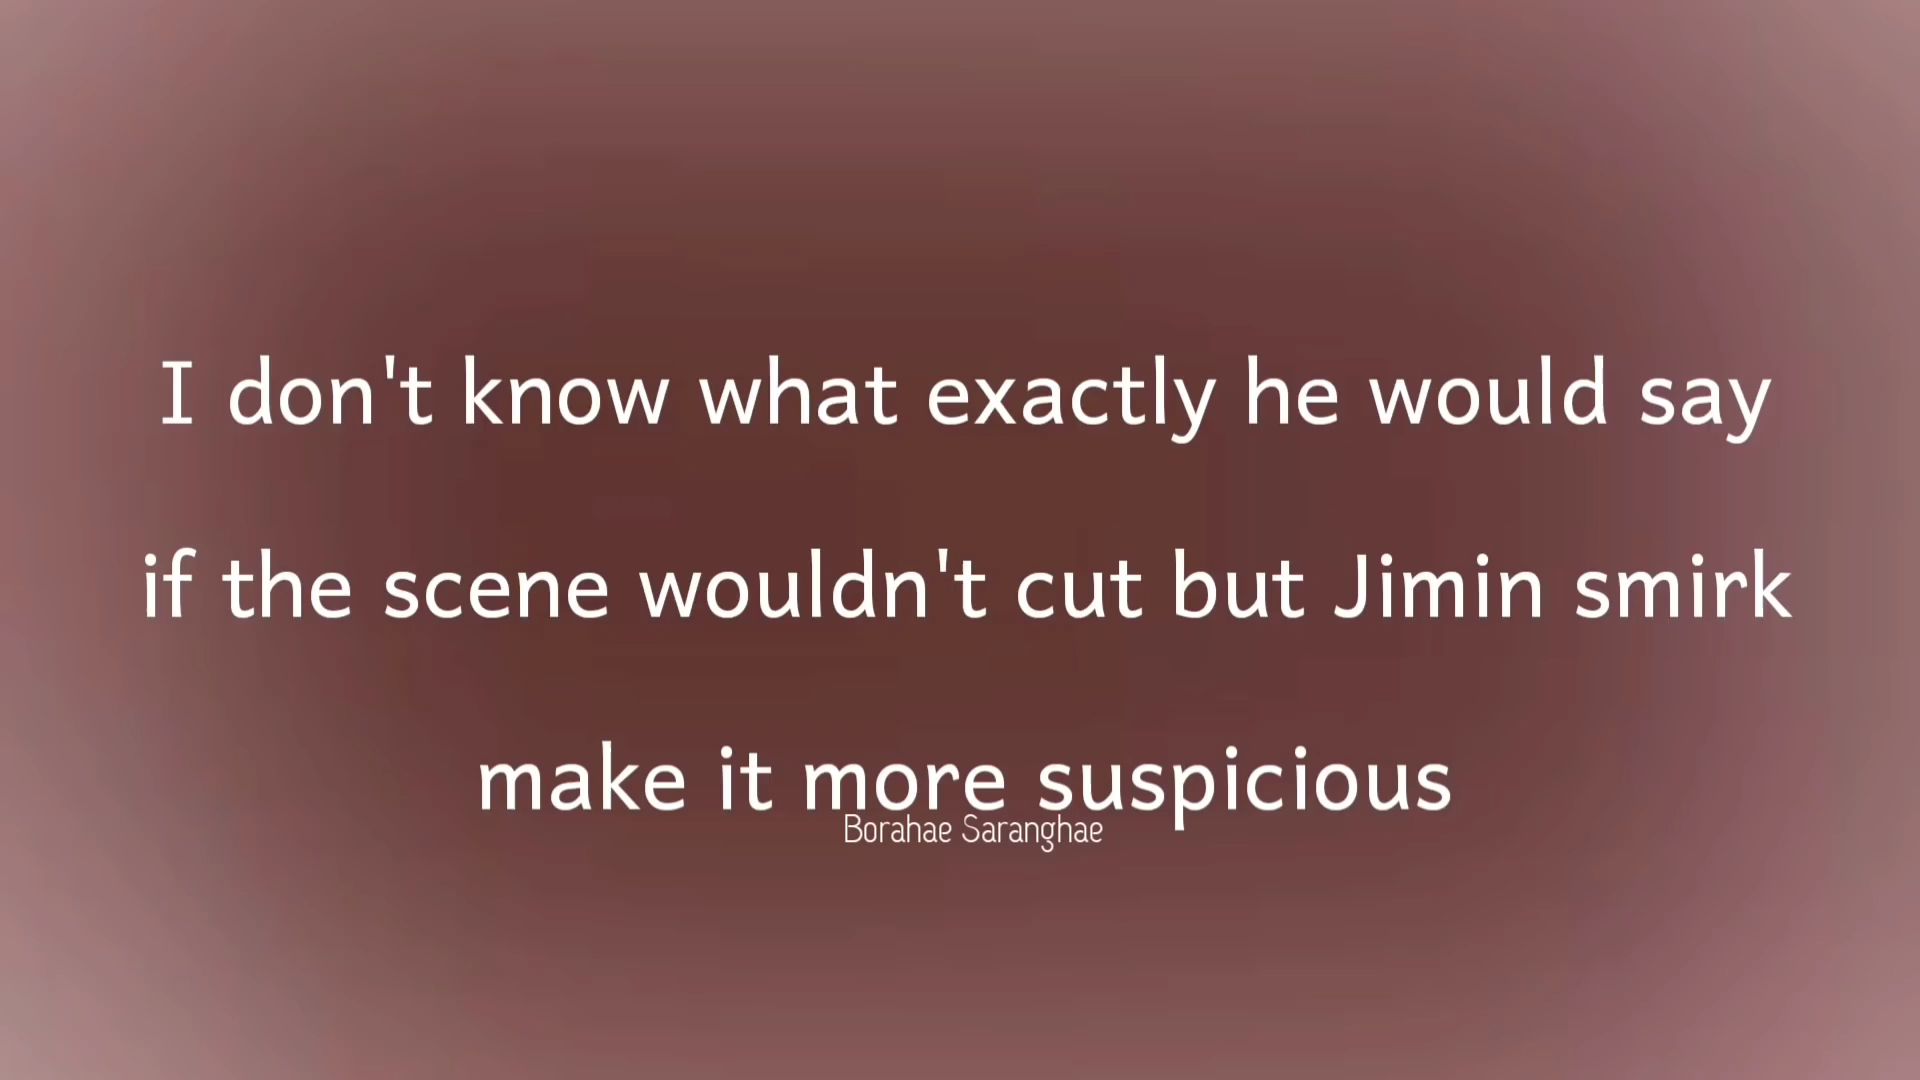 I don't know what exactly he would say
if the scene wouldn't cut but Jimin smirk
make it more suspicious
Borahae Saranghae